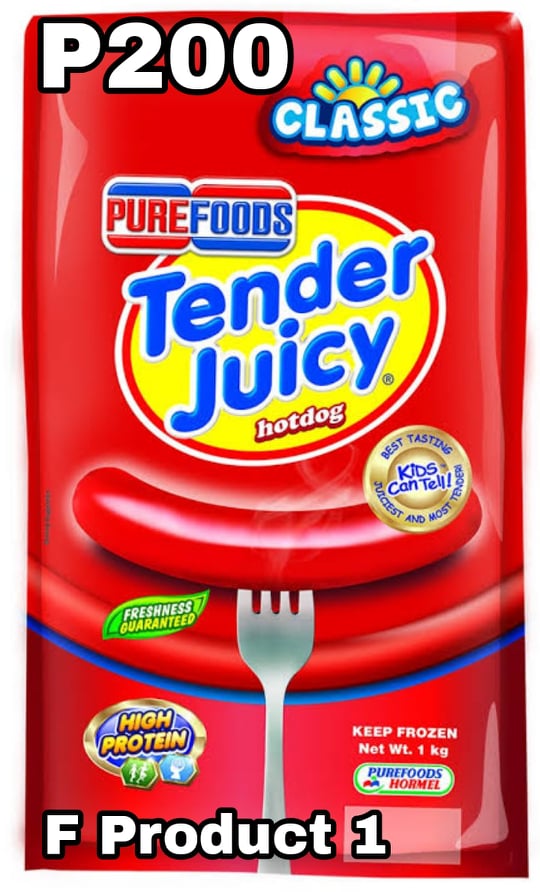 P200
CLASSIC
PUREFOODS
Tender
Juicy®
hotdog
BEST TASTING
KiDS
Can Tell!
JUICIEST AND MOST TENDER!
FRESHNESS
GUARANTEED
HIGH
PROTEIN
KEEP FROZEN
Net Wt. 1 kg
PUREFOODS
HORMEL
F Product 1